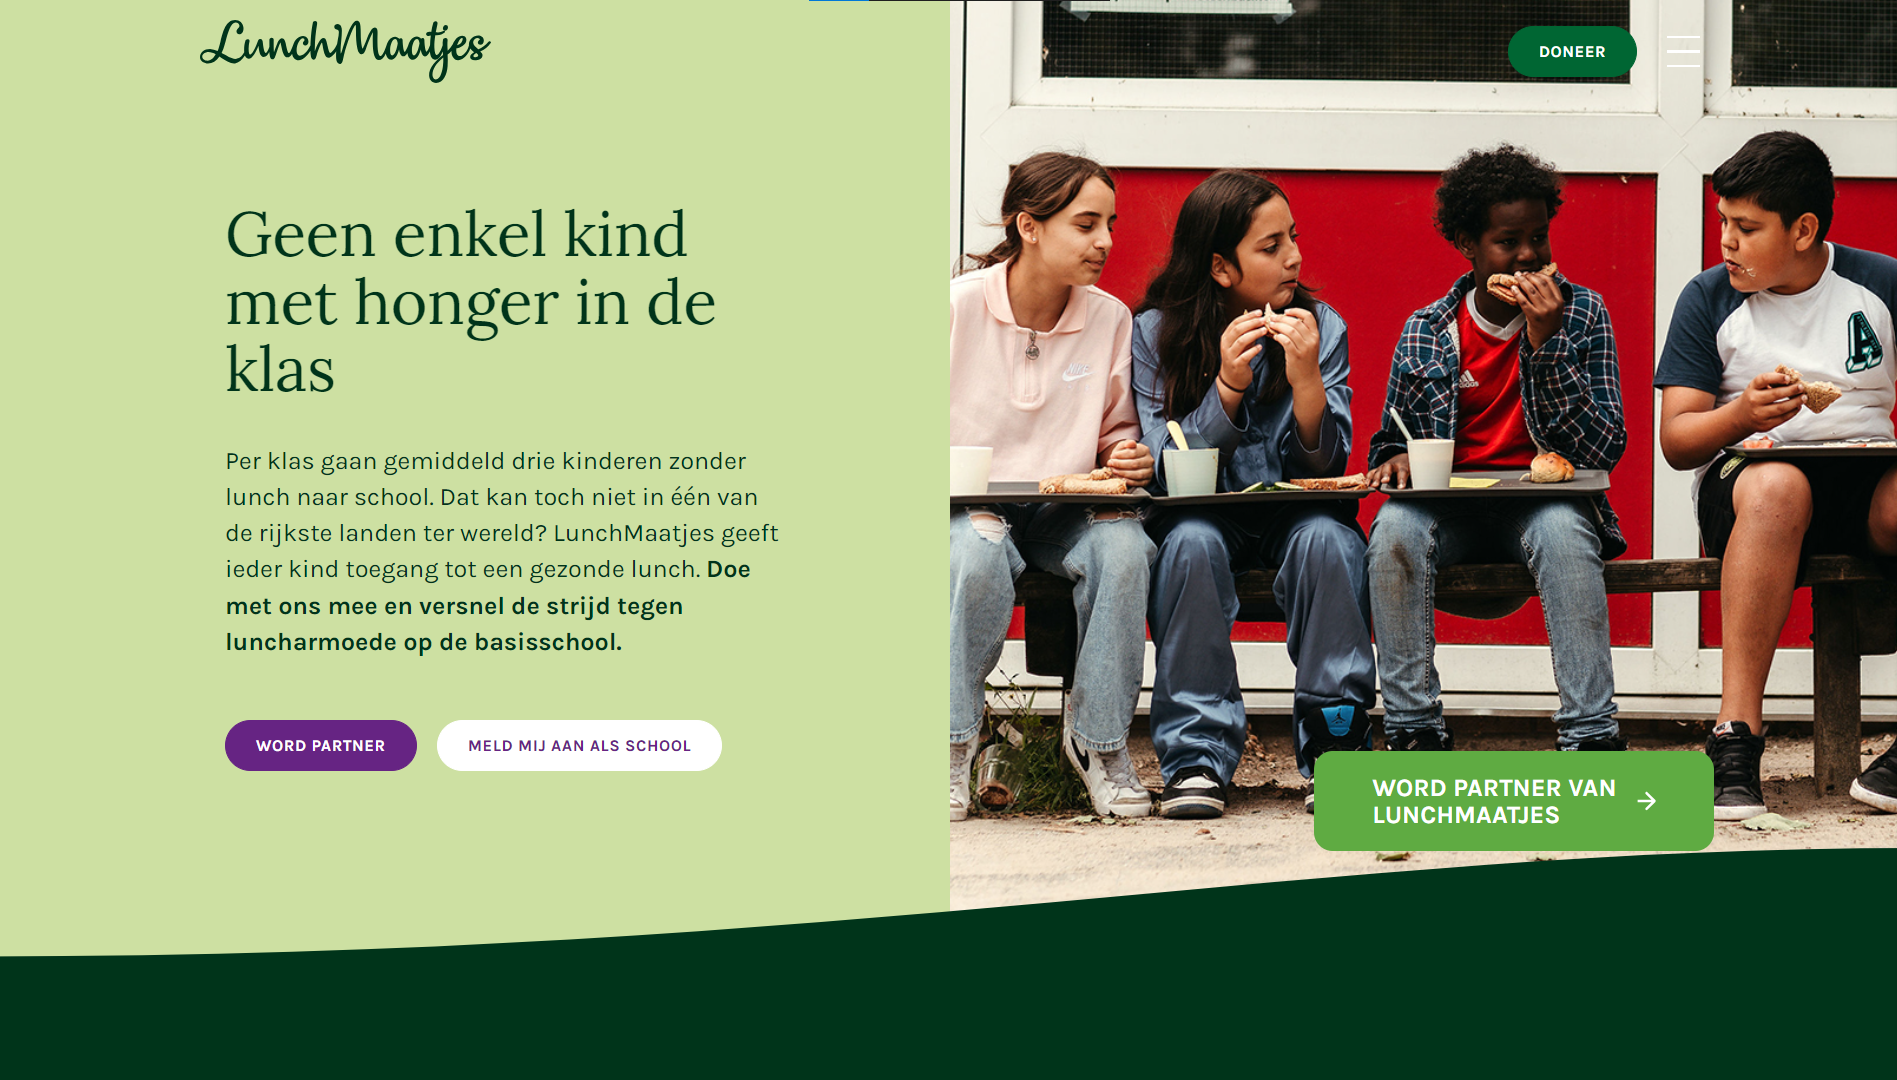 LunchMaatjes
DONEER
Geen enkel kind
met honger in de
klas
Per klas gaan gemiddeld drie kinderen zonder
lunch naar school. Dat kan toch niet in één van
de rijkste landen ter wereld? LunchMaatjes geeft
ieder kind toegang tot een gezonde lunch. Doe
met ons mee en versnel de strijd tegen
luncharmoede op de basisschool.
WORD PARTNER
MELD MIJ AAN ALS SCHOOL
NIKE
adidas
A
WORD PARTNER VAN
LUNCHMAATJES